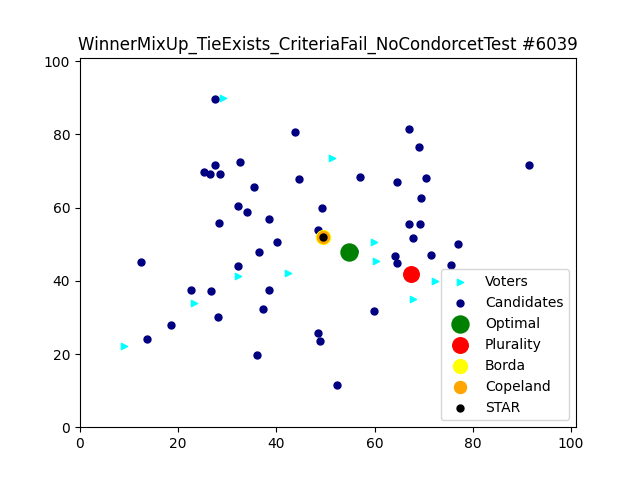 WinnerMixUp_TieExists_CriteriaFail_NoCondorcetTest #6039
100
80
60
40
20
0
0 20 40 60 80 100
Voters
Candidates
Optimal
Plurality
Borda
Copeland
STAR